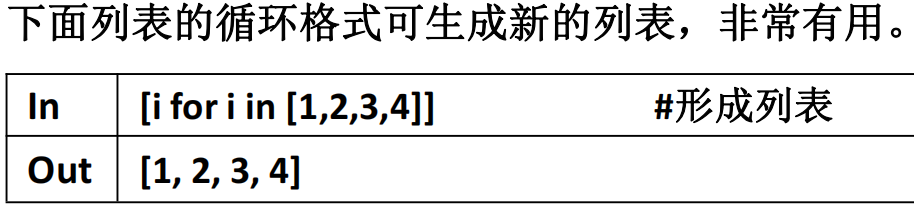 下面列表的循环格式可生成新的列表，非常有用。
In [i for i in [1,2,3,4]] #形成列表
Out [1, 2, 3, 4]